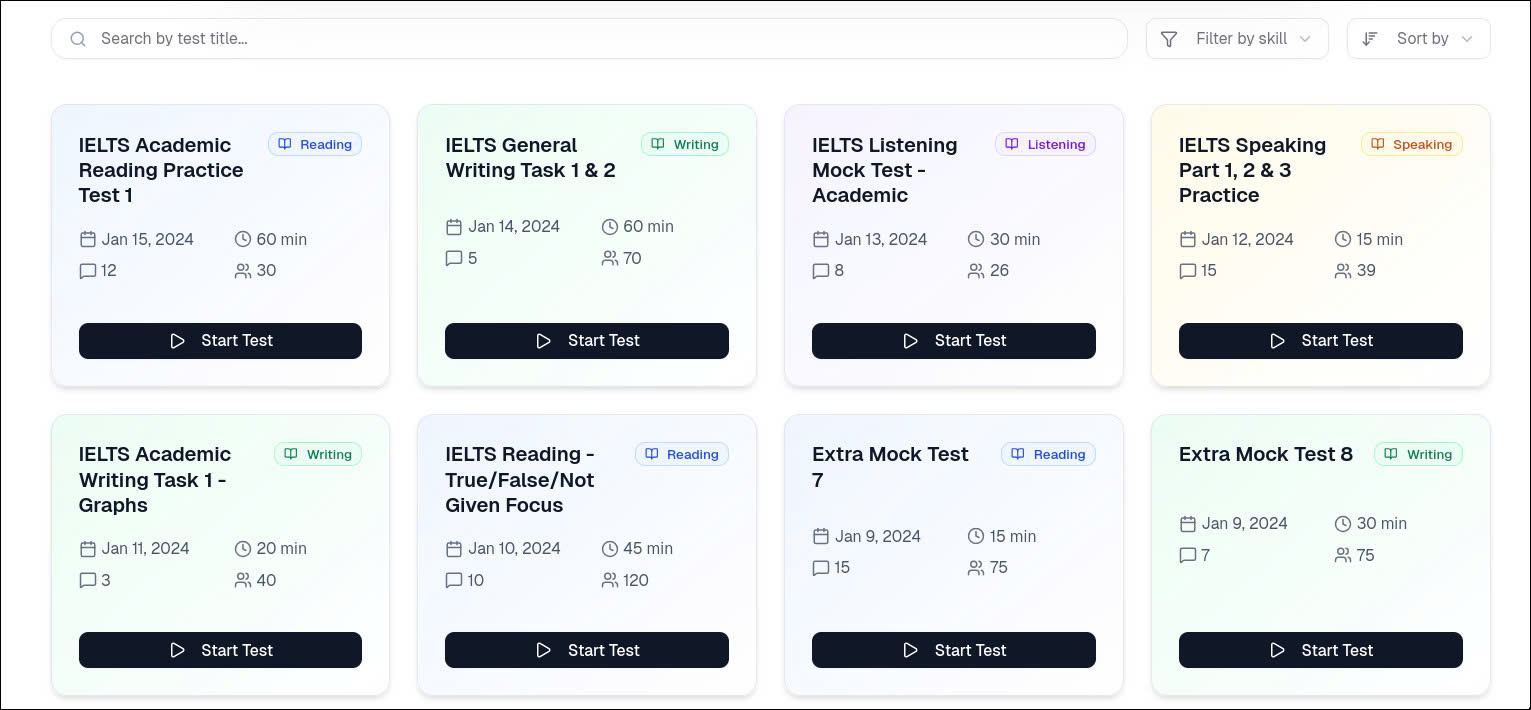 Search by test title...
Filter by skill
Sort by
IELTS Academic
Reading Practice
Test 1
Reading
Jan 15, 2024
60 min
12
30
Start Test
IELTS General
Writing Task 1 & 2
Writing
Jan 14, 2024
60 min
5
70
Start Test
IELTS Listening
Mock Test -
Academic
Listening
Jan 13, 2024
30 min
8
26
Start Test
IELTS Speaking
Part 1, 2 & 3
Practice
Speaking
Jan 12, 2024
15 min
15
39
Start Test
IELTS Academic
Writing Task 1 -
Graphs
Writing
Jan 11, 2024
20 min
3
40
Start Test
IELTS Reading -
True/False/Not
Given Focus
Reading
Jan 10, 2024
45 min
10
120
Start Test
Extra Mock Test
7
Reading
Jan 9, 2024
15 min
15
75
Start Test
Extra Mock Test 8
Writing
Jan 9, 2024
30 min
7
75
Start Test